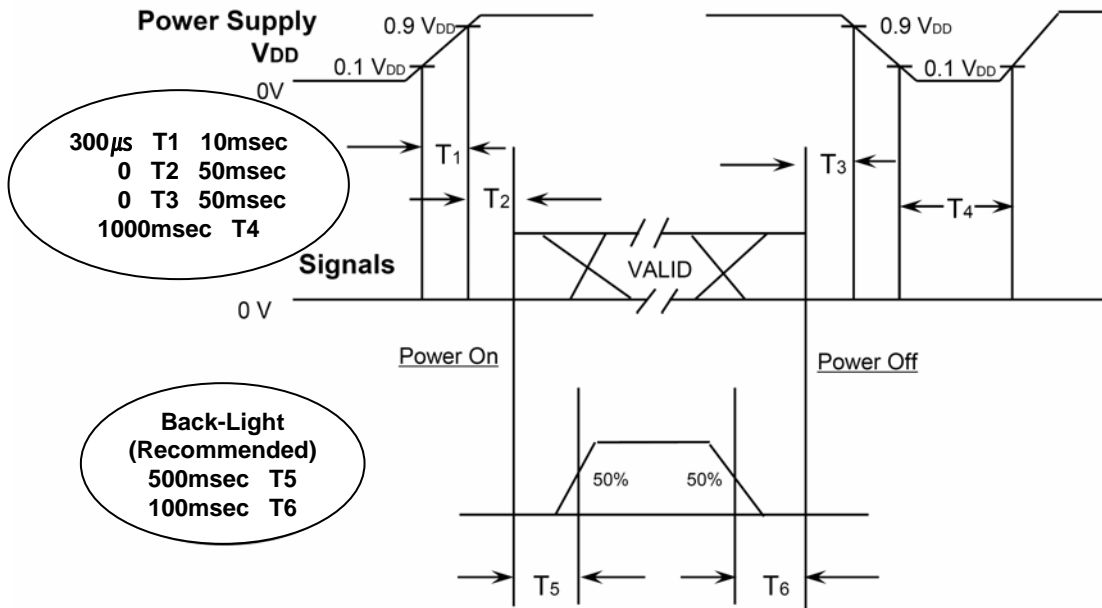 Power Supply
VDD
0.9 VDD
0.9 VDD
0.1 VDD
0.1 VDD
0V
300㎲ T1 10msec
0 T2 50msec
0 T3 50msec
1000msec T4
T1
T2
T3
T4
Signals
VALID
0 V
Power On
Power Off
Back-Light
(Recommended)
500msec T5
100msec T6
50%
50%
T5
T6